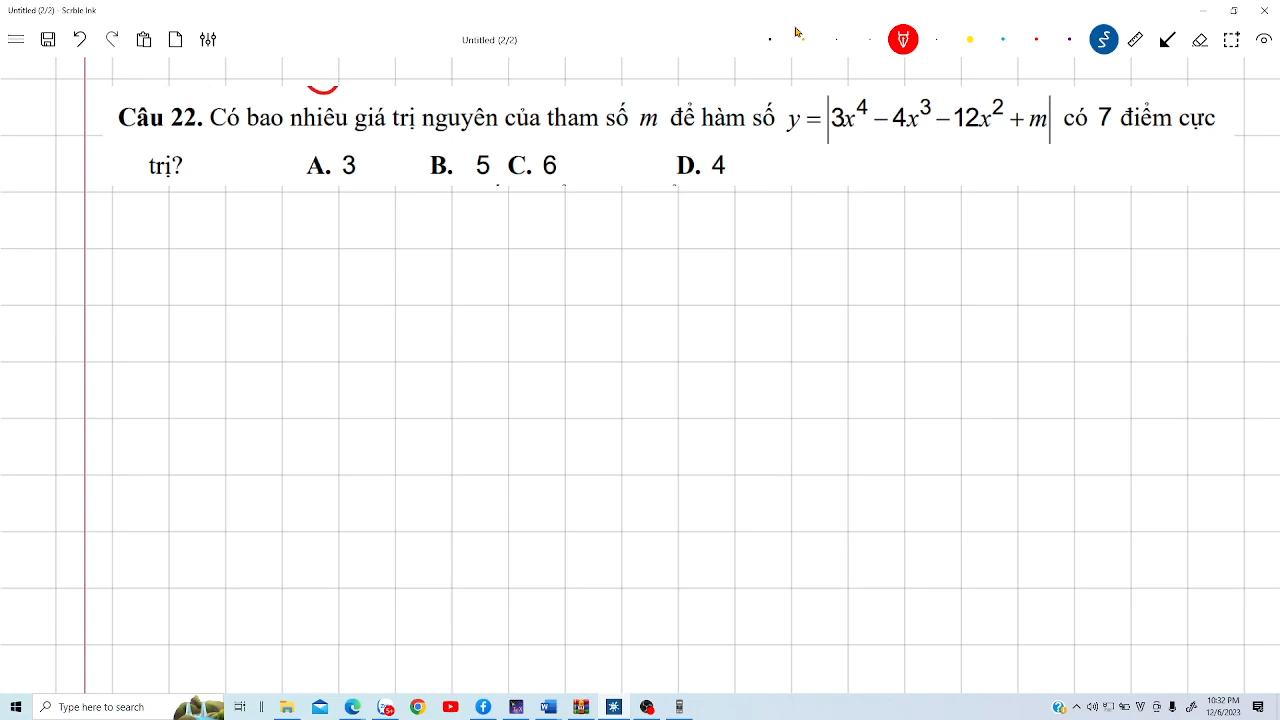 Untitled (2/2) - Scrble Ink
Untitled (2/2)
Câu 22. Có bao nhiêu giá trị nguyên của tham số m để hàm số y = |3x⁴ − 4x³ − 12x² + m| có 7 điểm cực
trị? A. 3 B. 5 C. 6 D. 4
Type here to search
10:32 PM
12/6/2023